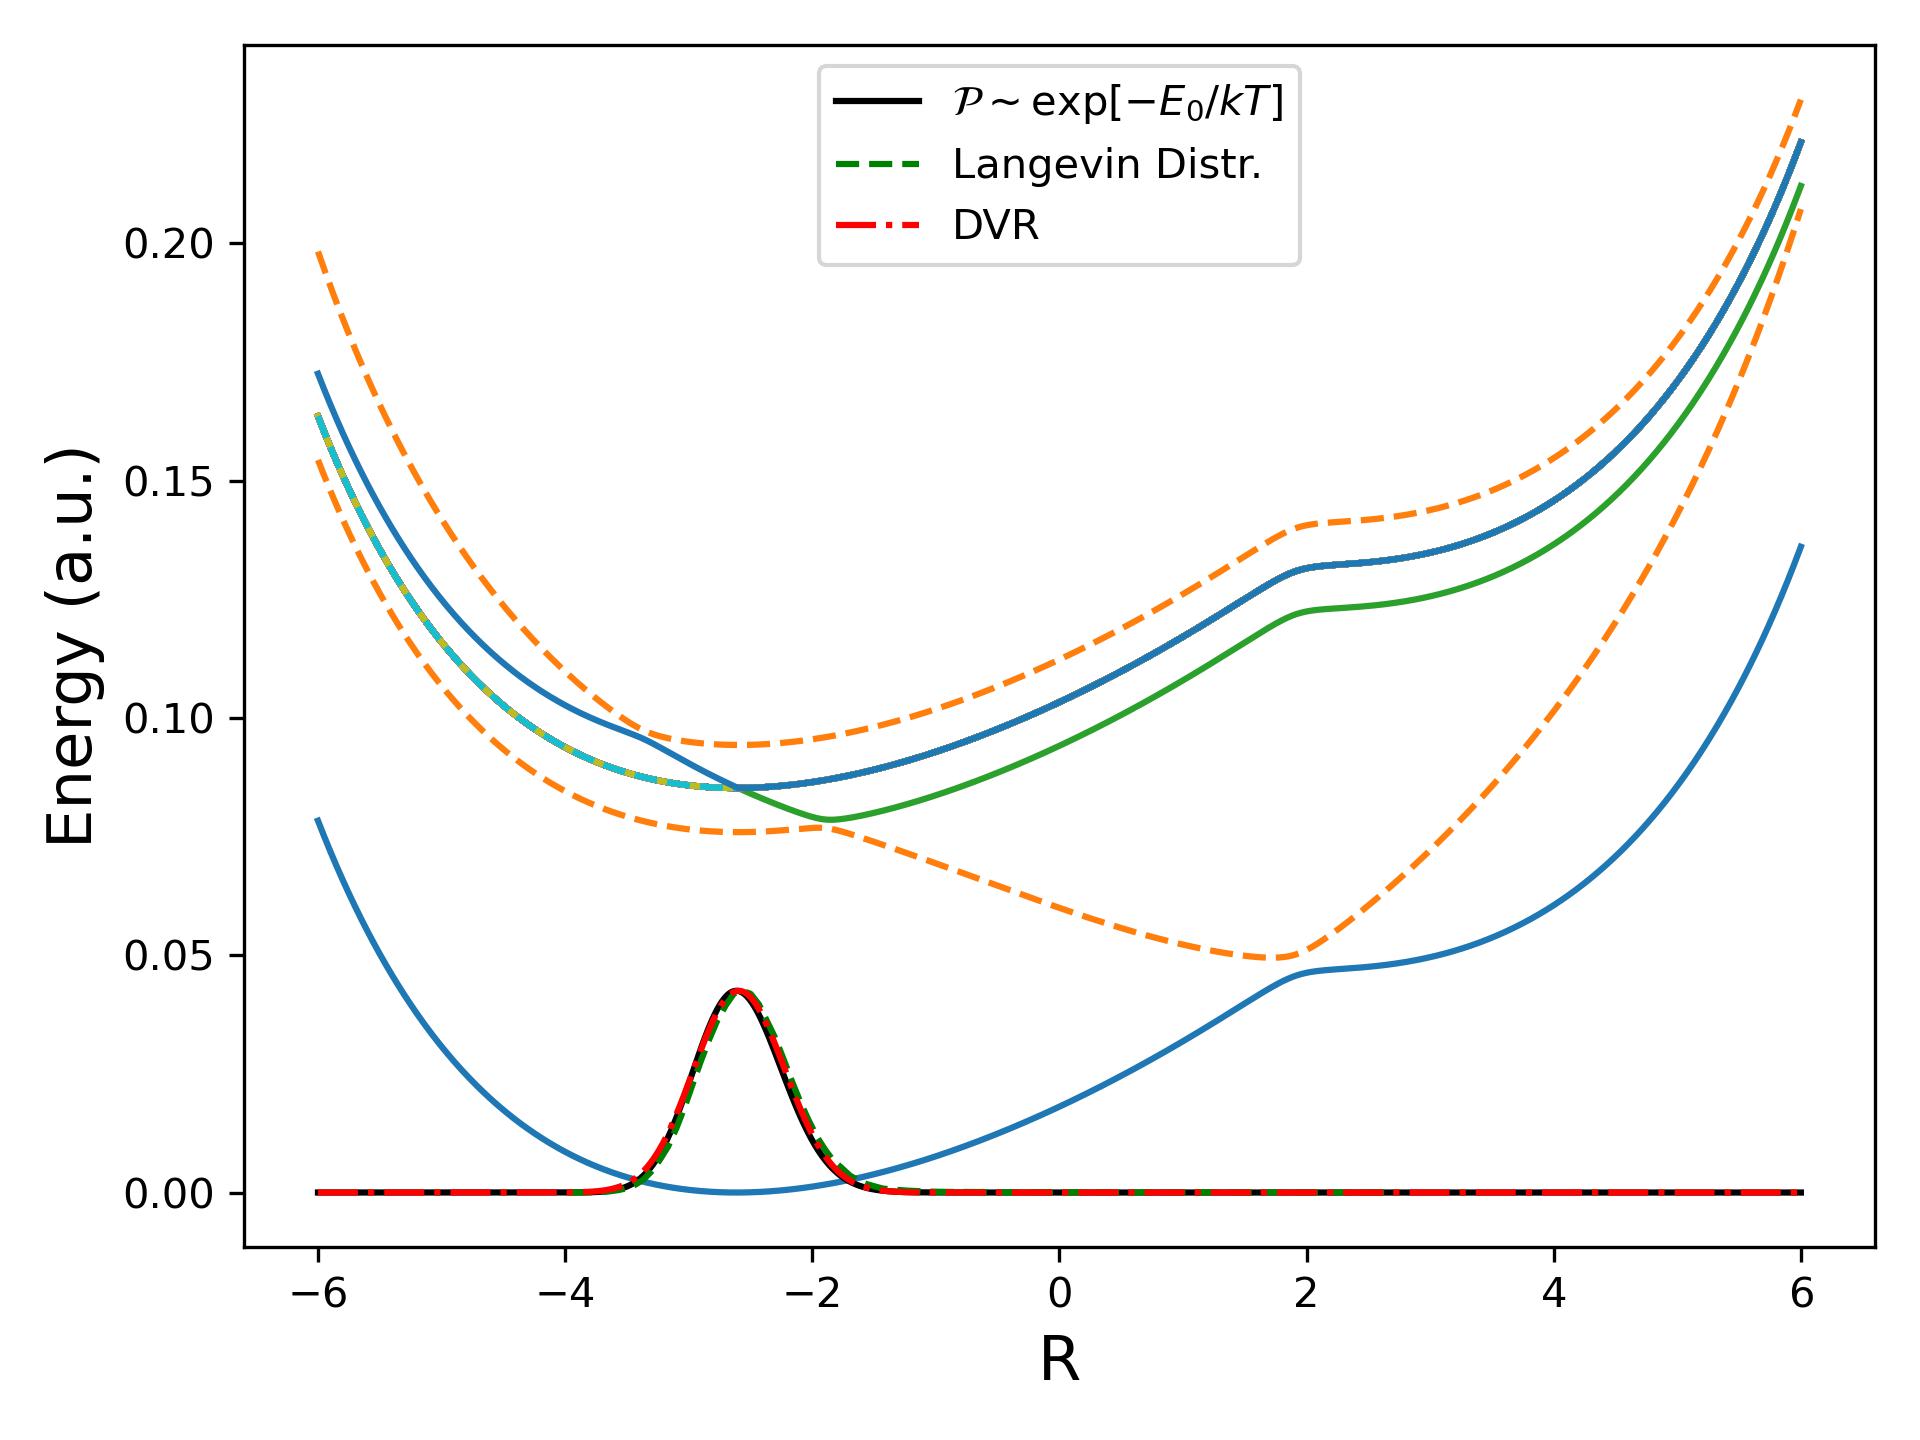 𝒫 ~ exp[−E₀/kT]
Langevin Distr.
DVR
Energy (a.u.)
0.20
0.15
0.10
0.05
0.00
−6 −4 −2 0 2 4 6
R